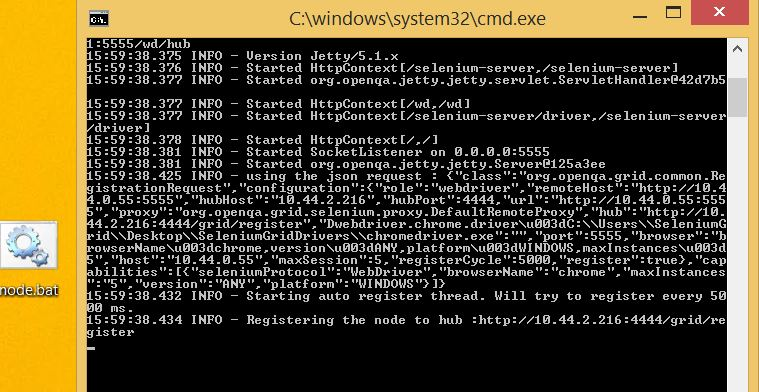 C:\windows\system32\cmd.exe
1:5555/wd/hub
15:59:38.375 INFO - Version Jetty/5.1.x
15:59:38.376 INFO - Started HttpContext[/selenium-server,/selenium-server]
15:59:38.377 INFO - Started org.openqa.jetty.jetty.servlet.ServletHandler@42d7b5
15:59:38.377 INFO - Started HttpContext[/wd,/wd]
15:59:38.377 INFO - Started HttpContext[/selenium-server/driver,/selenium-server
/driver]
15:59:38.378 INFO - Started HttpContext[/,/]
15:59:38.381 INFO - Started SocketListener on 0.0.0.0:5555
15:59:38.381 INFO - Started org.openqa.jetty.jetty.Server@125a3ee
15:59:38.425 INFO - using the json request : {"class":"org.openqa.grid.common.Re
gistrationRequest","configuration":{"role":"webdriver","remoteHost":"http://10.4
4.0.55:5555","hubHost":"10.44.2.216","hubPort":4444,"url":"http://10.44.0.55:555
5","proxy":"org.openqa.grid.selenium.proxy.DefaultRemoteProxy","hub":"http://10.
44.2.216:4444/grid/register","Dwebdriver.chrome.driver\u003dC:\\Users\\SeleniumG
rid\\Desktop\\SeleniumGridDrivers\\chromedriver.exe":"","port":5555,"browser":"b
rowserName\u003dchrome,version\u003dANY,platform\u003dWINDOWS,maxInstances\u003d
5","host":"10.44.0.55","maxSession":5,"registerCycle":5000,"register":true},"cap
abilities":[{"seleniumProtocol":"WebDriver","browserName":"chrome","maxInstances
":"5","version":"ANY","platform":"WINDOWS"}]}
15:59:38.432 INFO - Starting auto register thread. Will try to register every 50
00 ms.
15:59:38.434 INFO - Registering the node to hub :http://10.44.2.216:4444/grid/re
gister
node.bat